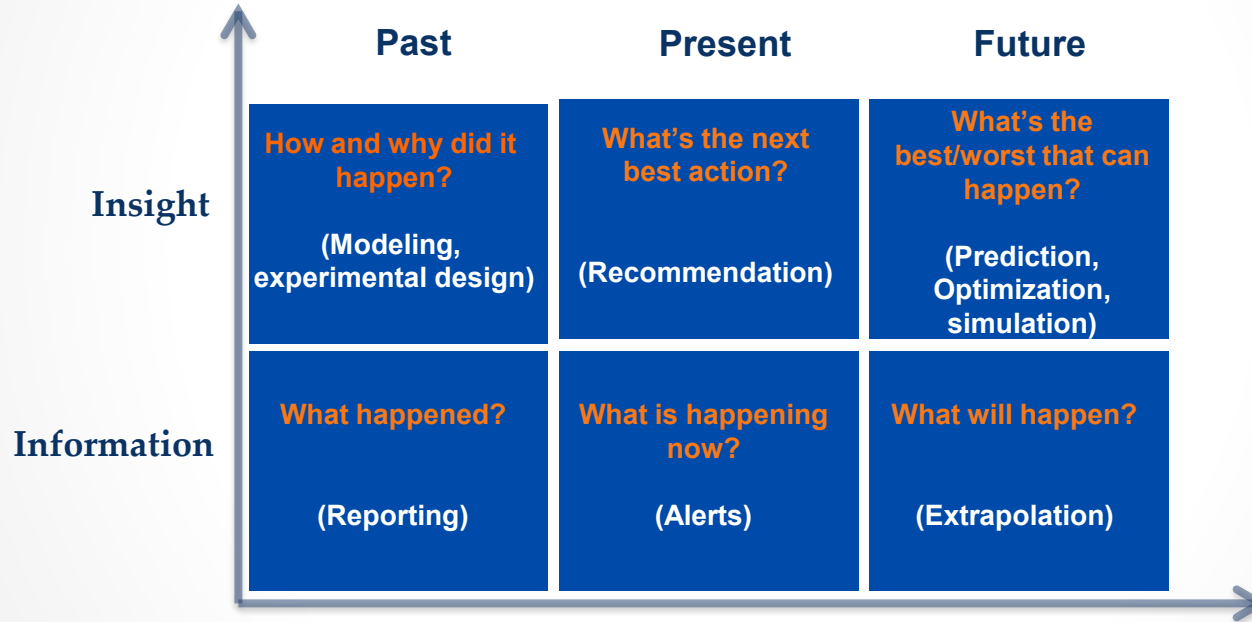 Past
Present
Future
Insight
How and why did it
happen?
(Modeling,
experimental design)
What's the next
best action?
(Recommendation)
What's the
best/worst that can
happen?
(Prediction,
Optimization,
simulation)
Information
What happened?
(Reporting)
What is happening
now?
(Alerts)
What will happen?
(Extrapolation)